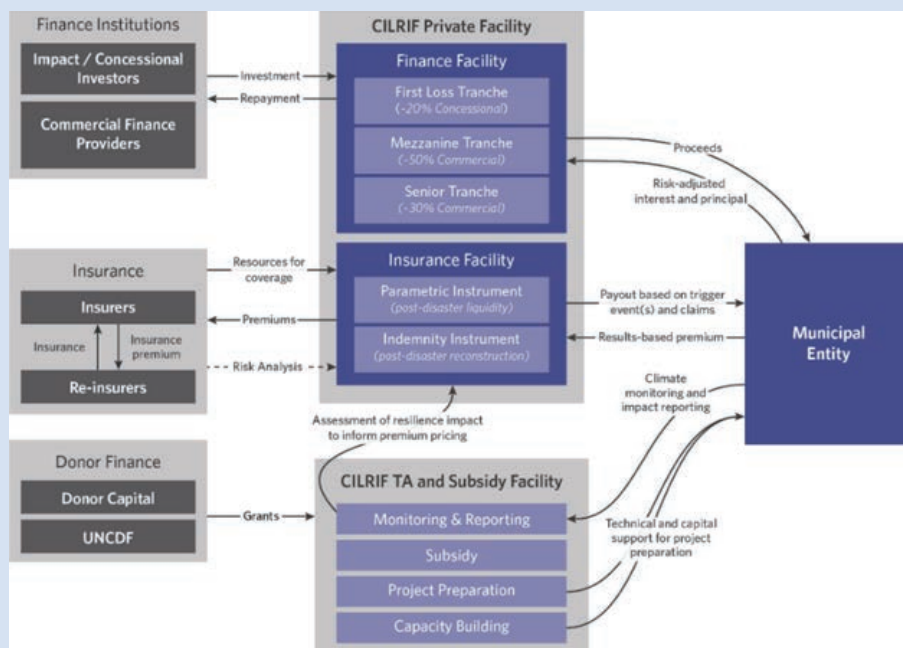 Finance Institutions
Impact / Concessional
Investors
Commercial Finance
Providers
Investment
Repayment
CILRIF Private Facility
Finance Facility
First Loss Tranche
(~20% Concessional)
Mezzanine Tranche
(~50% Commercial)
Senior Tranche
(~30% Commercial)
Proceeds
Risk-adjusted
interest and principal
Insurance
Insurers
Insurance
Insurance
premium
Re-insurers
Resources for
coverage
Premiums
Risk Analysis
Insurance Facility
Parametric Instrument
(post-disaster liquidity)
Indemnity Instrument
(post-disaster reconstruction)
Payout based on trigger
event(s) and claims
Results-based premium
Municipal
Entity
Climate
monitoring and
impact reporting
Assessment of resilience impact
to inform premium pricing
Donor Finance
Donor Capital
UNCDF
Grants
CILRIF TA and Subsidy Facility
Monitoring & Reporting
Subsidy
Project Preparation
Capacity Building
Technical and capital
support for project
preparation